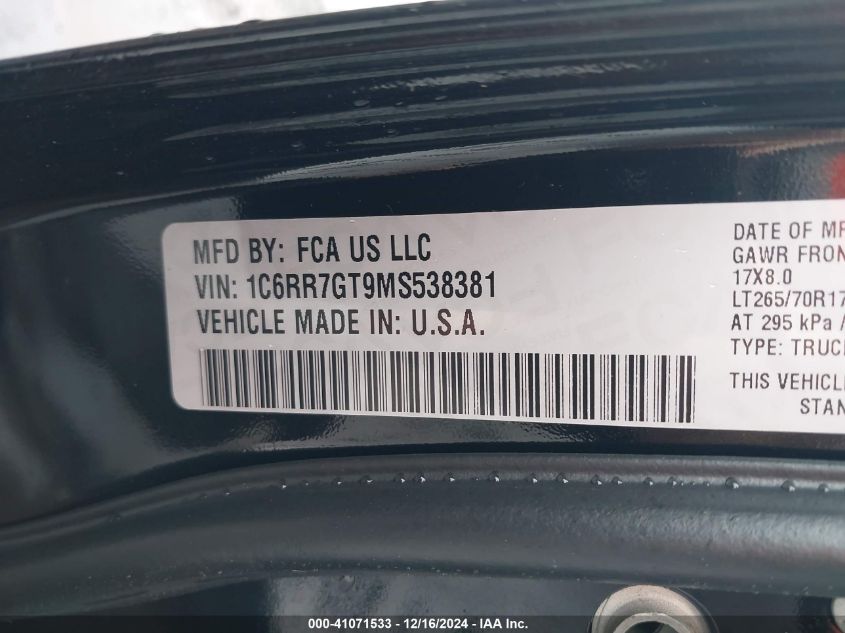 MFD BY: FCA US LLC
VIN: 1C6RR7GT9MS538381
VEHICLE MADE IN: U.S.A.
DATE OF MF
GAWR FRON
17X8.0
LT265/70R17
AT 295 kPa /
TYPE: TRUC
THIS VEHICLE
STAN
000-41071533 - 12/16/2024 - IAA Inc.